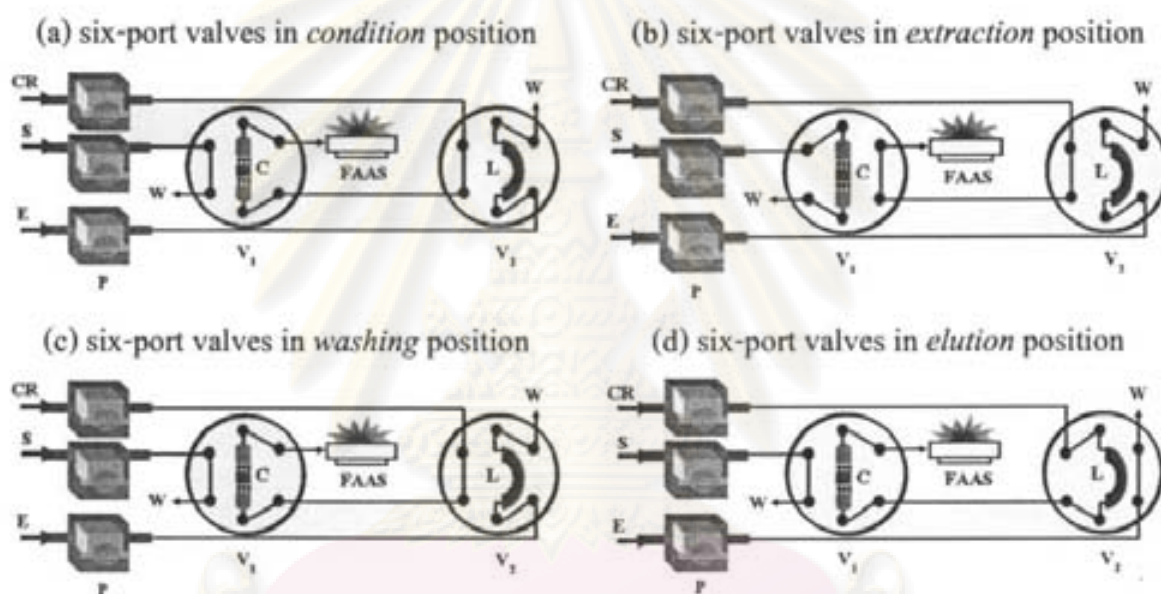 (a) six-port valves in condition position
CR
S
W
E
P
C
V1
FAAS
L
W
V2
(b) six-port valves in extraction position
CR
S
W
E
P
C
V1
FAAS
L
W
V2
(c) six-port valves in washing position
CR
S
W
E
P
C
V1
FAAS
L
W
V2
(d) six-port valves in elution position
CR
S
W
E
P
C
V1
FAAS
L
W
V2